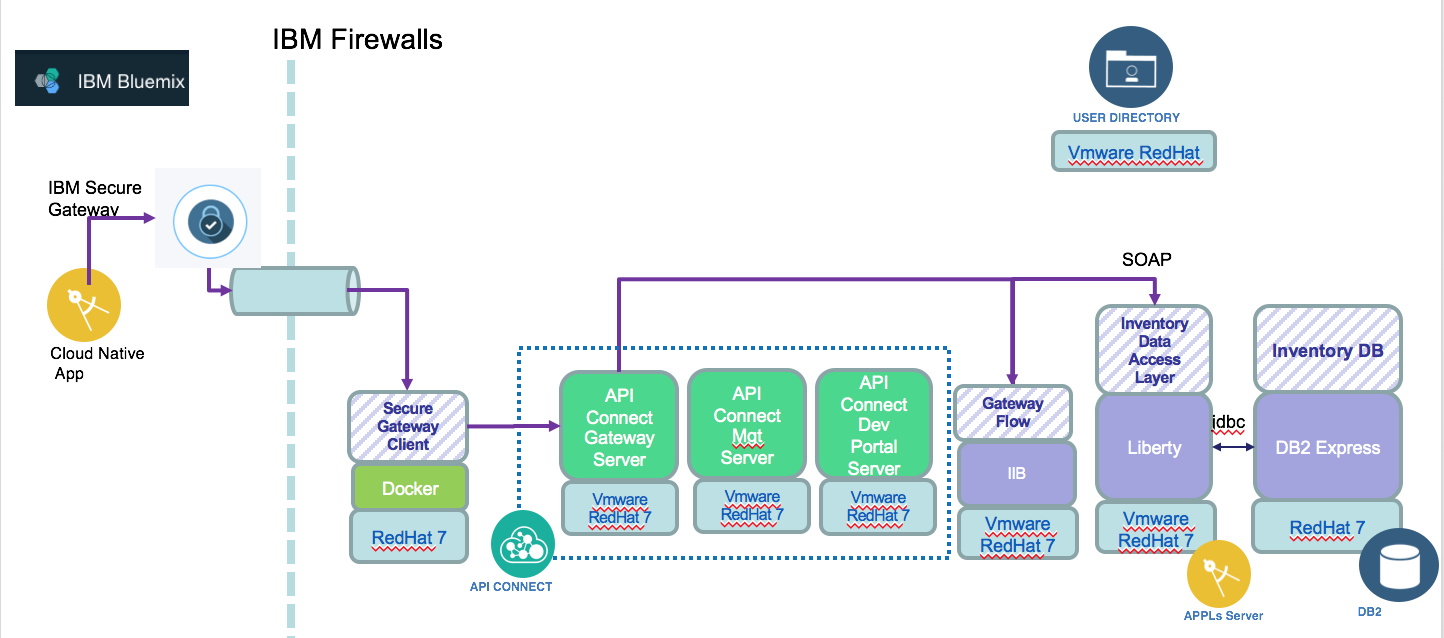 IBM Firewalls
IBM Bluemix
USER DIRECTORY
Vmware RedHat
IBM Secure
Gateway
Cloud Native
App
SOAP
Secure
Gateway
Client
Docker
RedHat 7
API
Connect
Gateway
Server
Vmware
RedHat 7
API
Connect
Mgt
Server
Vmware
RedHat 7
API
Connect
Dev
Portal
Server
Vmware
RedHat 7
API CONNECT
Gateway
Flow
IIB
Vmware
RedHat 7
Inventory
Data
Access
Layer
Liberty
Vmware
RedHat 7
APPLs Server
jdbc
Inventory DB
DB2 Express
RedHat 7
DB2